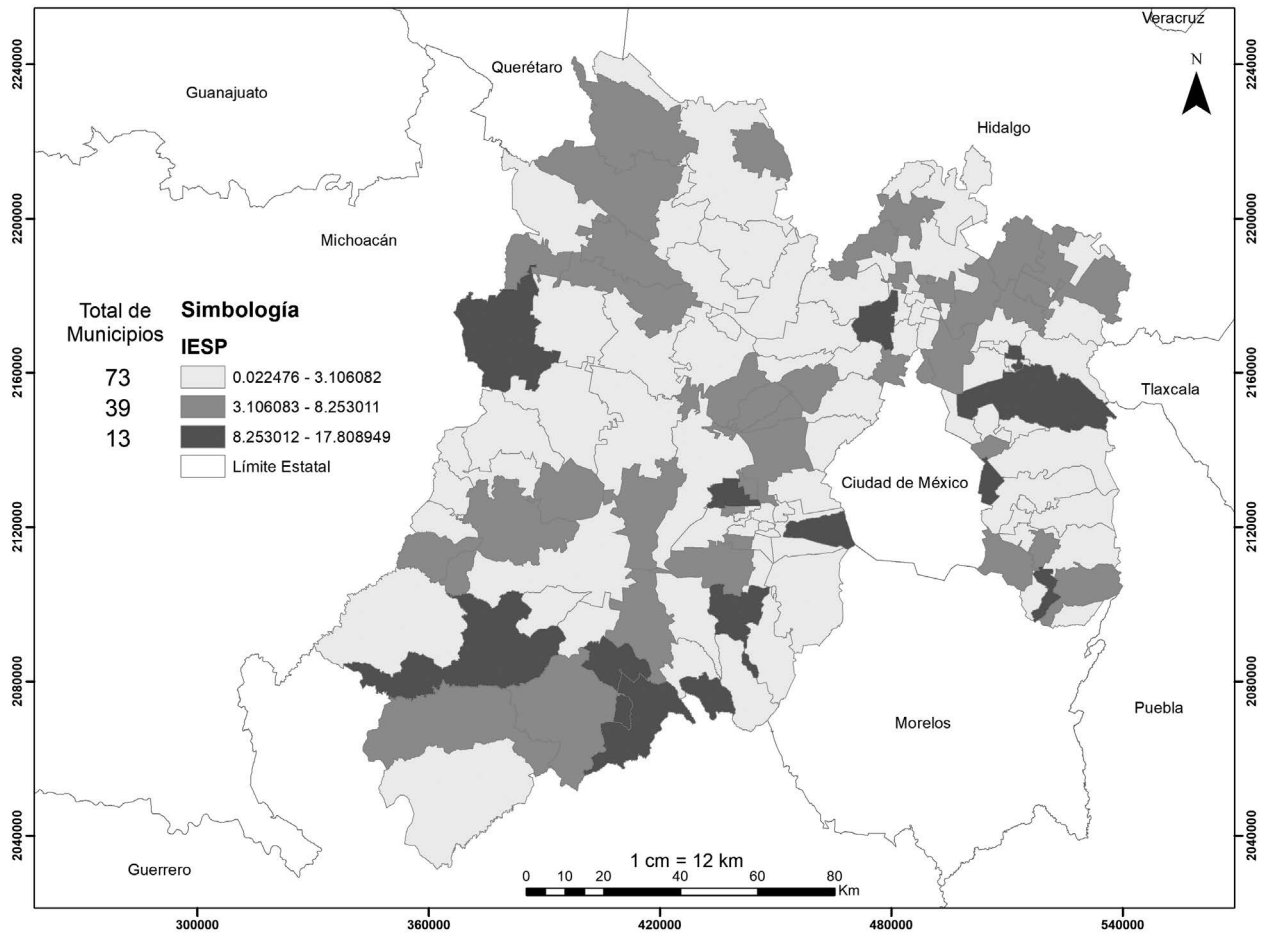 Veracruz
N
Querétaro
Guanajuato
Hidalgo
Michoacán
Total de Municipios
Simbología
IESP
73 0.022476 - 3.106082
39 3.106083 - 8.253011
13 8.253012 - 17.808949
Límite Estatal
Tlaxcala
Ciudad de México
Puebla
Morelos
Guerrero
1 cm = 12 km
0 10 20 40 60 80
Km
2240000
2200000
2160000
2120000
2080000
2040000
2240000
2200000
2160000
2120000
2080000
2040000
300000 360000 420000 480000 540000